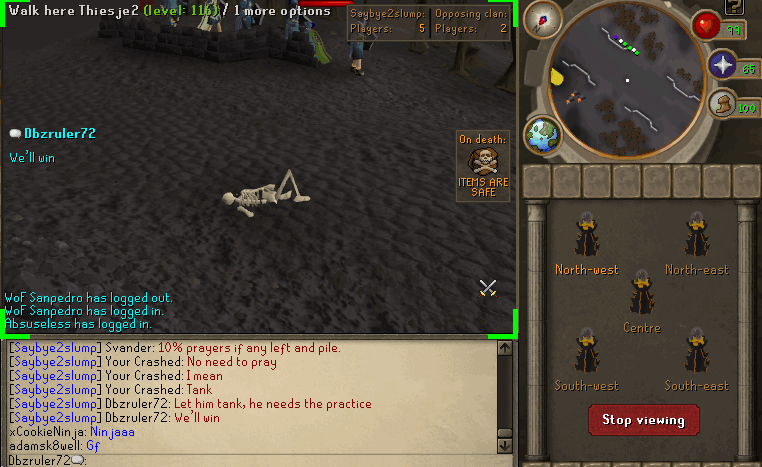 Walk here Thiesje2 (level: 116) / 1 more options
Saybye2slump: Opposing clan:
Players: 5 Players: 2
?
99
65
100
Dbzruler72
We'll win
On death:
ITEMS ARE
SAFE
WoF Sanpedro has logged out.
WoF Sanpedro has logged in.
Absuseless has logged in.
[Saybye2slump] Svander: 10% prayers if any left and pile.
[Saybye2slump] Your Crashed: No need to pray
[Saybye2slump] Your Crashed: I mean
[Saybye2slump] Your Crashed: Tank
[Saybye2slump] Dbzruler72: Let him tank, he needs the practice
[Saybye2slump] Dbzruler72: We'll win
xCookieNinja: Ninjaaa
adamsk8well: Gf
Dbzruler72:
North-west North-east
Centre
South-west South-east
Stop viewing